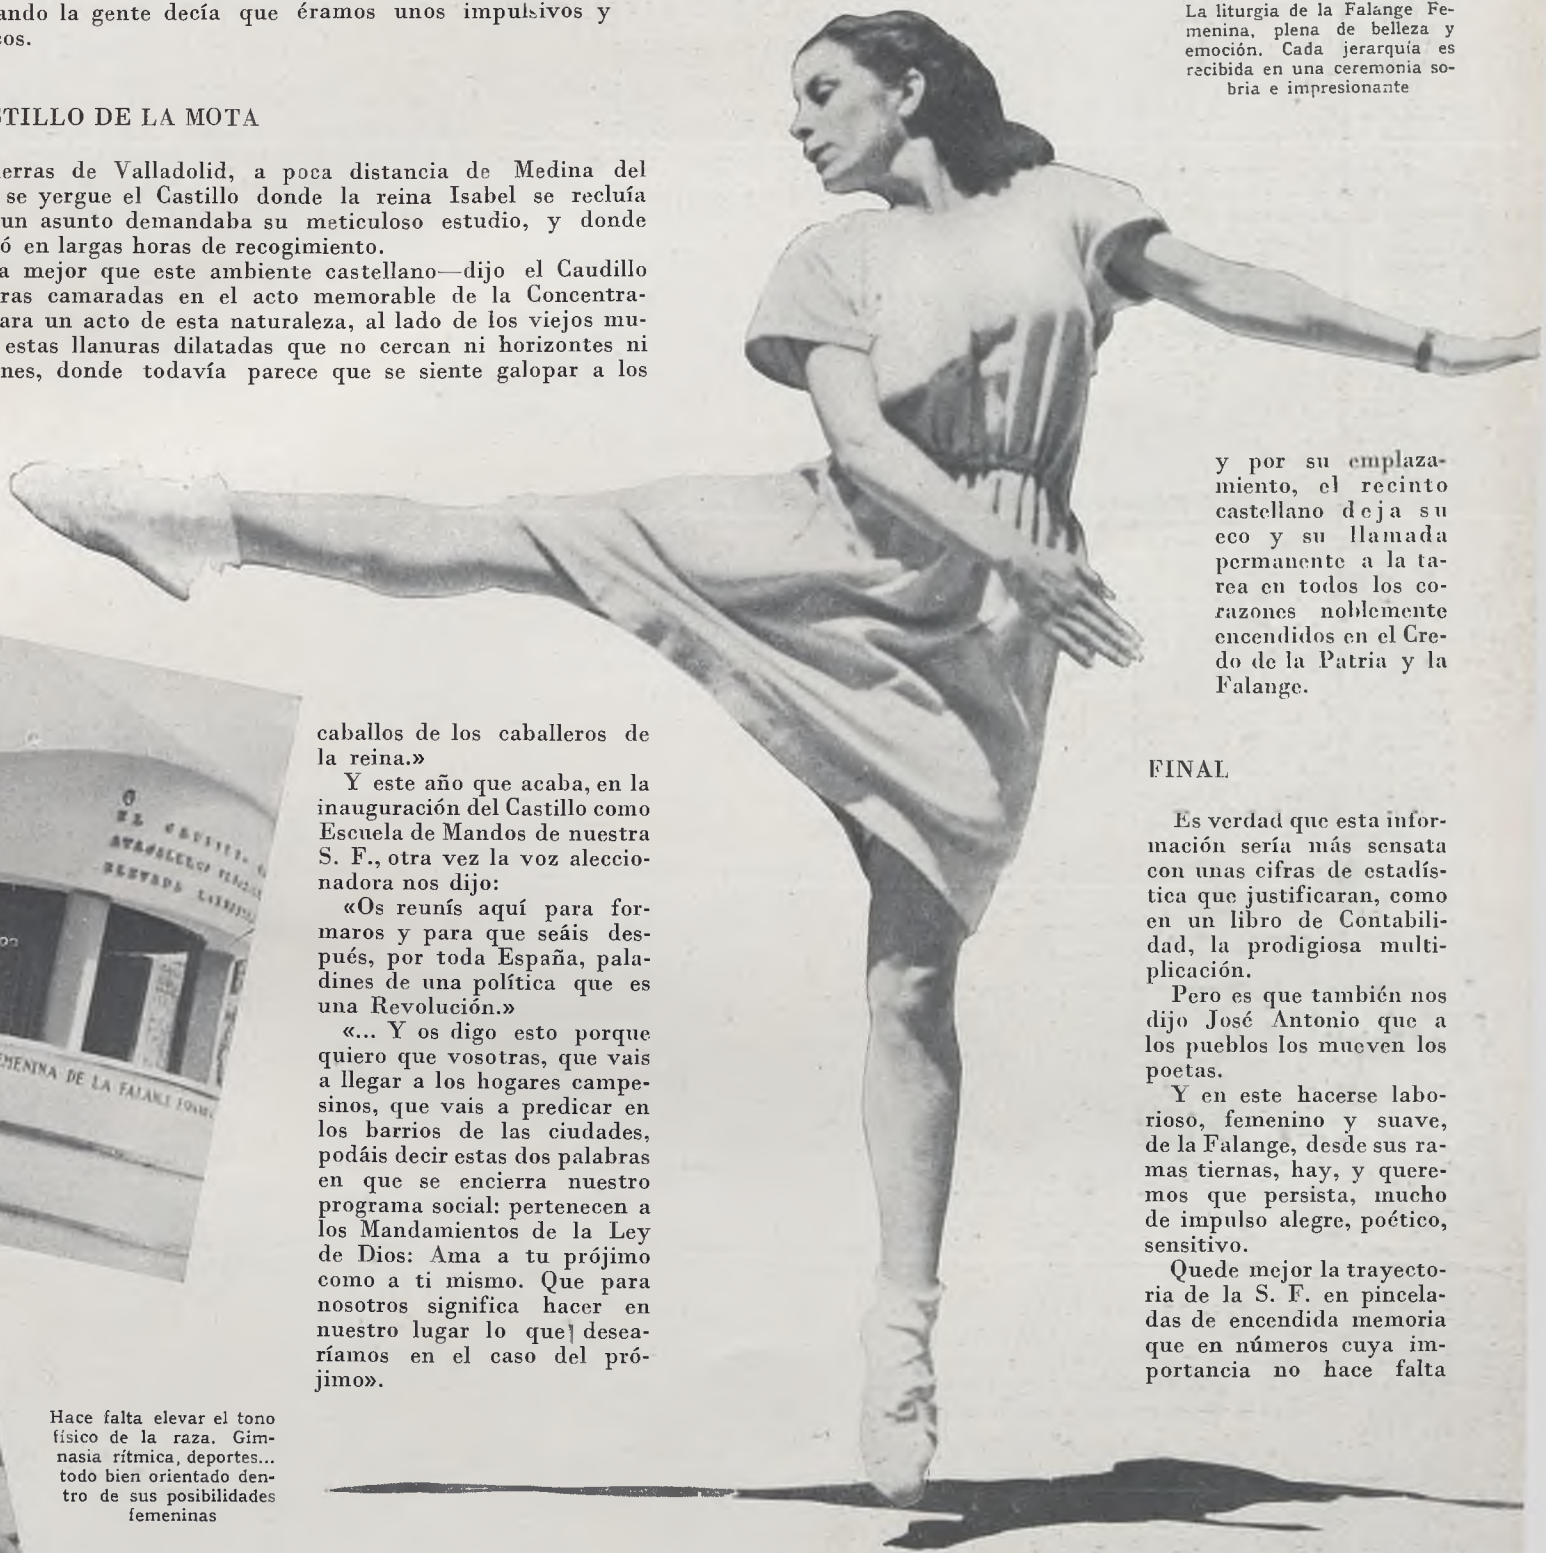 ando la gente decía que éramos unos impulsivos y
cos.
STILLO DE LA MOTA
erras de Valladolid, a poca distancia de Medina del
se yergue el Castillo donde la reina Isabel se recluía
un asunto demandaba su meticuloso estudio, y donde
ó en largas horas de recogimiento.
a mejor que este ambiente castellano—dijo el Caudillo
ras camaradas en el acto memorable de la Concentra-
ara un acto de esta naturaleza, al lado de los viejos mu-
estas llanuras dilatadas que no cercan ni horizontes ni
nes, donde todavía parece que se siente galopar a los
caballos de los caballeros de
la reina.»
Y este año que acaba, en la
inauguración del Castillo como
Escuela de Mandos de nuestra
S. F., otra vez la voz aleccio-
nadora nos dijo:
«Os reunís aquí para for-
maros y para que seáis des-
pués, por toda España, pala-
dines de una política que es
una Revolución.»
«... Y os digo esto porque
quiero que vosotras, que vais
a llegar a los hogares campe-
sinos, que vais a predicar en
los barrios de las ciudades,
podáis decir estas dos palabras
en que se encierra nuestro
programa social: pertenecen a
los Mandamientos de la Ley
de Dios: Ama a tu prójimo
como a ti mismo. Que para
nosotros significa hacer en
nuestro lugar lo que desea-
ríamos en el caso del pró-
jimo».
EMENINA DE LA FALANGE
Hace falta elevar el tono
físico de la raza. Gim-
nasia rítmica, deportes...
todo bien orientado den-
tro de sus posibilidades
femeninas
La liturgia de la Falange Fe-
menina, plena de belleza y
emoción. Cada jerarquía es
recibida en una ceremonia so-
bria e impresionante
y por su emplaza-
miento, el recinto
castellano deja su
eco y su llamada
permanente a la ta-
rea en todos los co-
razones noblemente
encendidos en el Cre-
do de la Patria y la
Falange.
FINAL
Es verdad que esta infor-
mación sería más sensata
con unas cifras de estadís-
tica que justificaran, como
en un libro de Contabili-
dad, la prodigiosa multi-
plicación.
Pero es que también nos
dijo José Antonio que a
los pueblos los mueven los
poetas.
Y en este hacerse labo-
rioso, femenino y suave,
de la Falange, desde sus ra-
mas tiernas, hay, y quere-
mos que persista, mucho
de impulso alegre, poético,
sensitivo.
Quede mejor la trayecto-
ria de la S. F. en pincela-
das de encendida memoria
que en números cuya im-
portancia no hace falta